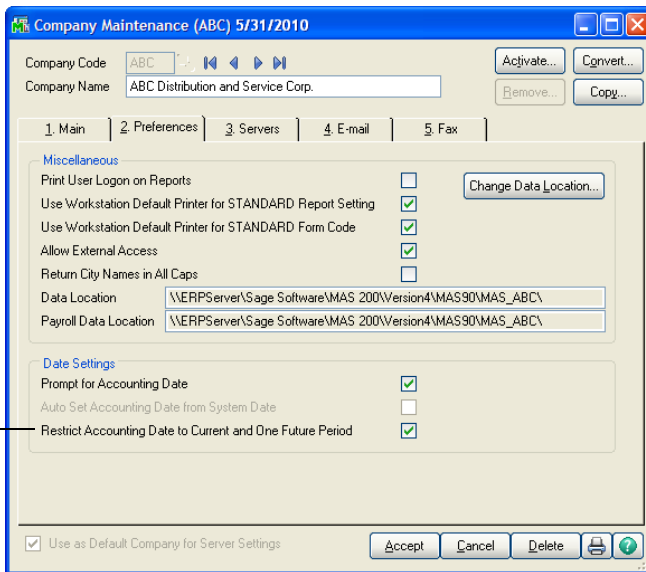 Company Maintenance (ABC) 5/31/2010
Company Code ABC Activate... Convert...
Company Name ABC Distribution and Service Corp. Remove... Copy...
1. Main 2. Preferences 3. Servers 4. E-mail 5. Fax
Miscellaneous
Print User Logon on Reports Change Data Location...
Use Workstation Default Printer for STANDARD Report Setting
Use Workstation Default Printer for STANDARD Form Code
Allow External Access
Return City Names in All Caps
Data Location \\ERPServer\Sage Software\MAS 200\Version4\MAS90\MAS_ABC\
Payroll Data Location \\ERPServer\Sage Software\MAS 200\Version4\MAS90\MAS_ABC\
Date Settings
Prompt for Accounting Date
Auto Set Accounting Date from System Date
Restrict Accounting Date to Current and One Future Period
Use as Default Company for Server Settings Accept Cancel Delete